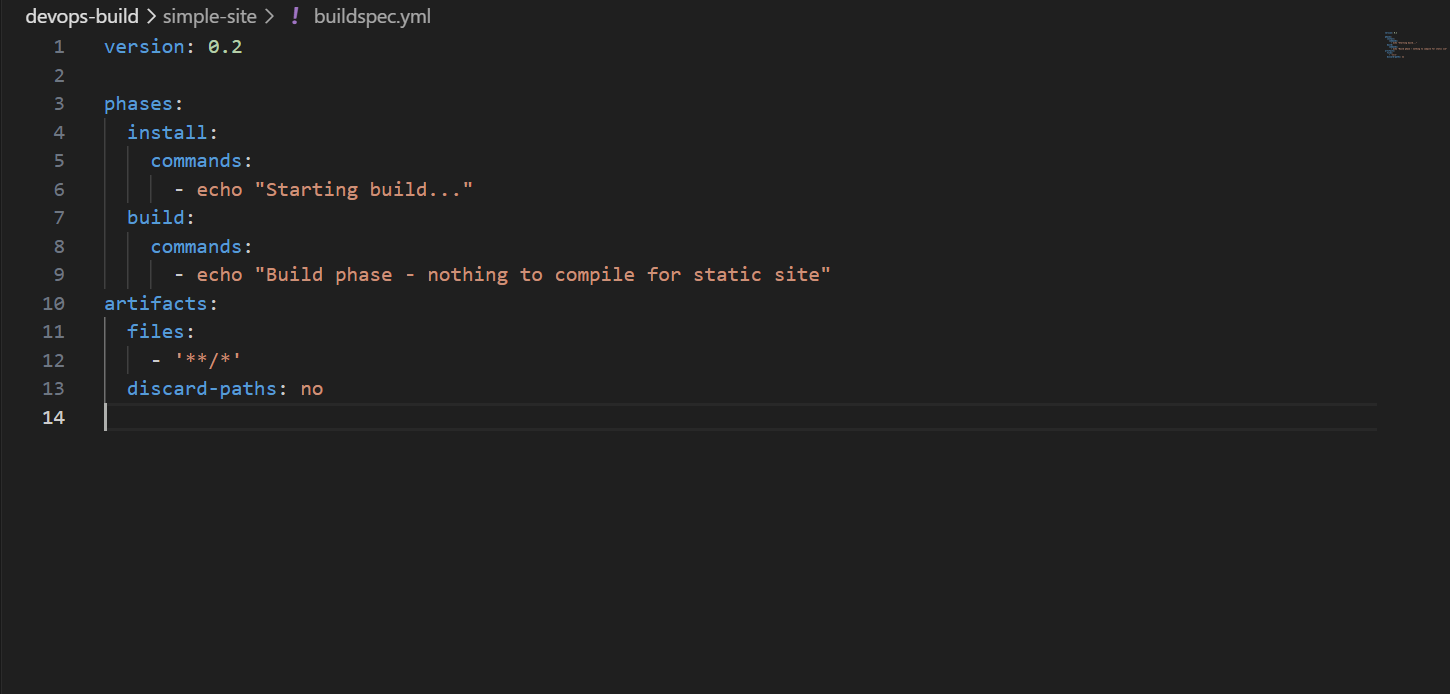 devops-build > simple-site > ! buildspec.yml
1 version: 0.2
2
3 phases:
4   install:
5     commands:
6       - echo "Starting build..."
7   build:
8     commands:
9       - echo "Build phase - nothing to compile for static site"
10 artifacts:
11   files:
12     - '**/*'
13   discard-paths: no
14